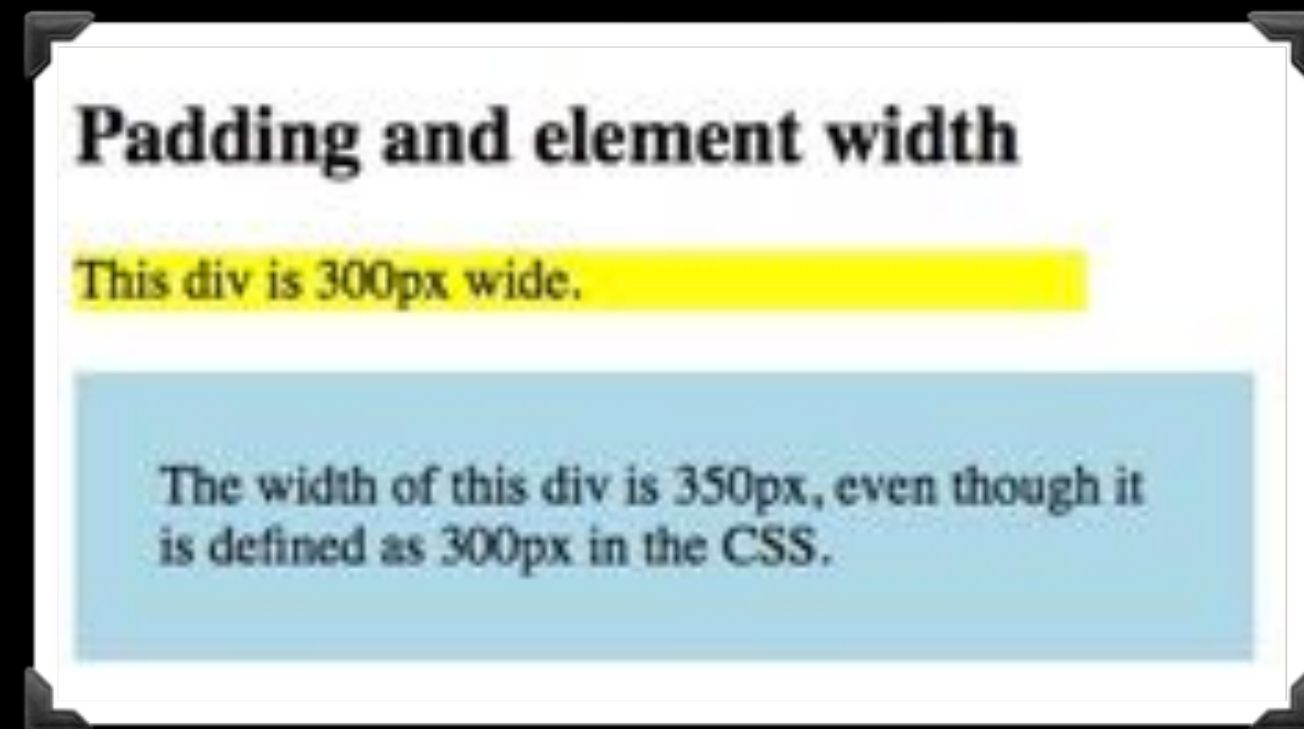 Padding and element width
This div is 300px wide.
The width of this div is 350px, even though it
is defined as 300px in the CSS.